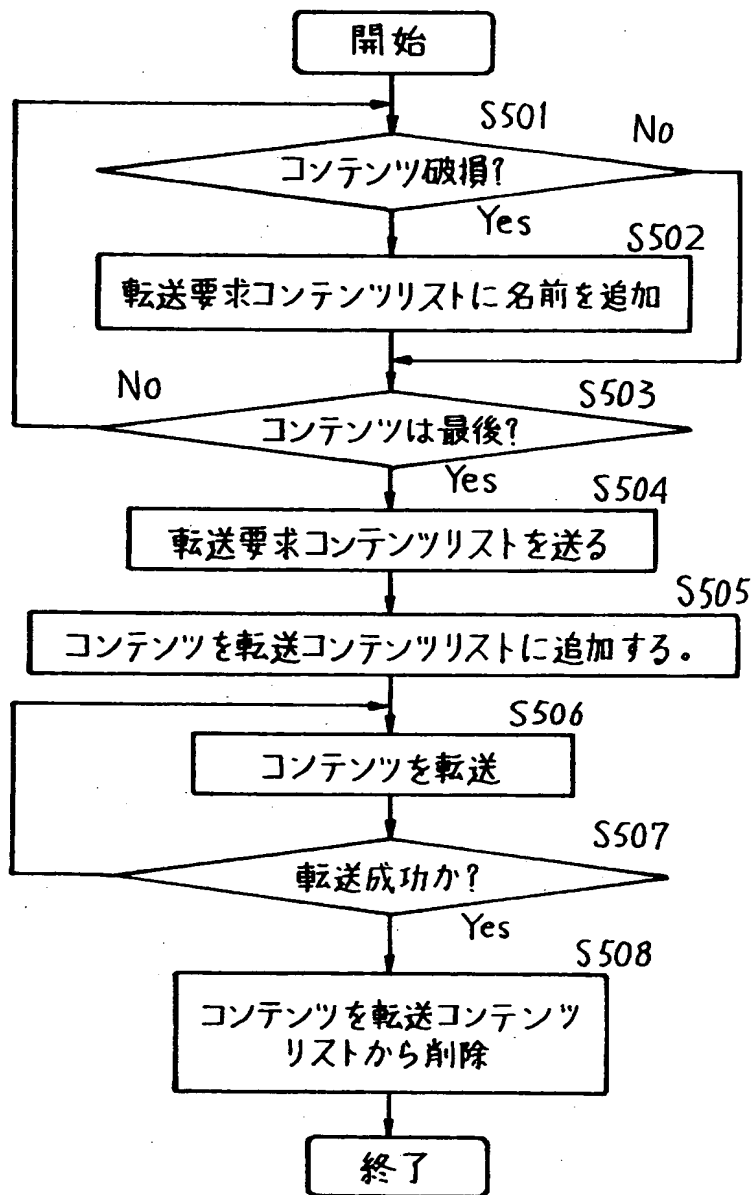 開始
S501
No
コンテンツ破損?
Yes
S502
転送要求コンテンツリストに名前を追加
No
S503
コンテンツは最後?
Yes
S504
転送要求コンテンツリストを送る
S505
コンテンツを転送コンテンツリストに追加する。
S506
コンテンツを転送
S507
転送成功か?
Yes
S508
コンテンツを転送コンテンツ
リストから削除
終了